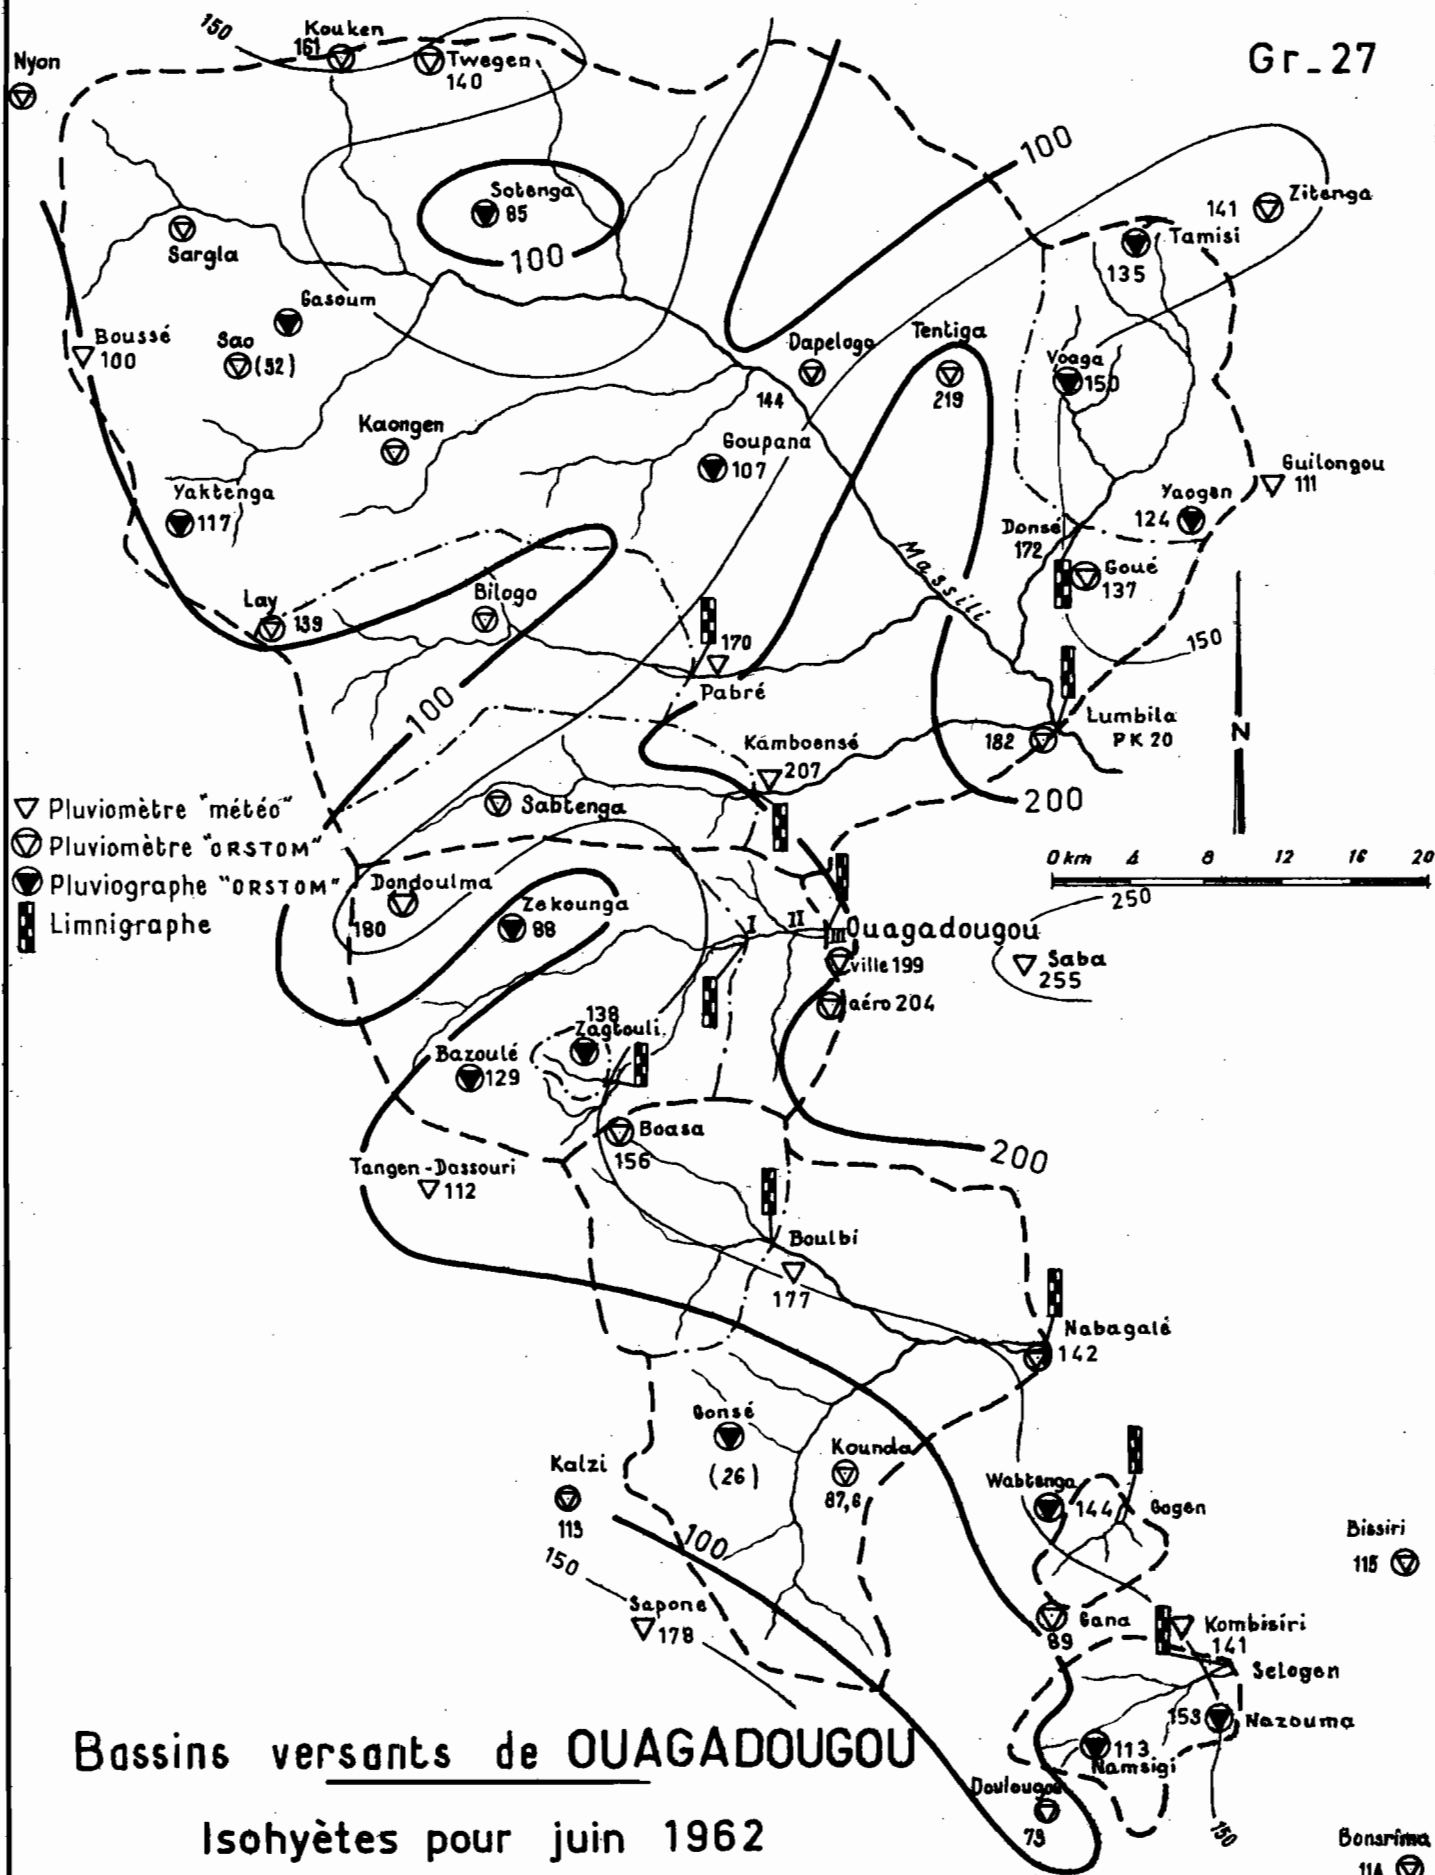 Gr_27
150
Kouken
161
Twegen
140
Nyon
100
Sotenga
85
100
Zitenga
141
Tamisi
135
Sargla
Gasoum
Boussé
100
Sao
(52)
Dapelogo
144
Tentiga
219
Voaga
150
Kaongen
Goupana
107
Guilongou
111
Yaktenga
117
Yaogen
124
Donsé
172
Massili
Goué
137
Lay
139
Bilogo
170
Pabré
150
100
Lumbila
PK 20
182
Kamboensé
207
N
200
Sabtenga
▽ Pluviomètre "météo"
Pluviomètre "ORSTOM"
Pluviographe "ORSTOM"
Limnigraphe
0 km 4 8 12 16 20
250
Dondoulma
180
Zekounga
88
I II III
Ouagadougou
ville 199
aéro 204
Saba
255
138
Zagtouli
Bazoulé
129
Boasa
156
200
Tangen-Dassouri
112
Boulbi
177
Nabagalé
142
Gonsé
(26)
Kounda
87,6
Kalzi
113
Wabtenga
144
Gagen
Bissiri
115
100
150
Sapone
178
Gana
89
Kombisiri
141
Selogen
153
Nazouma
113
Namsigi
Doulougou
79
150
Bonsrima
114
Bassins versants de OUAGADOUGOU
Isohyètes pour juin 1962